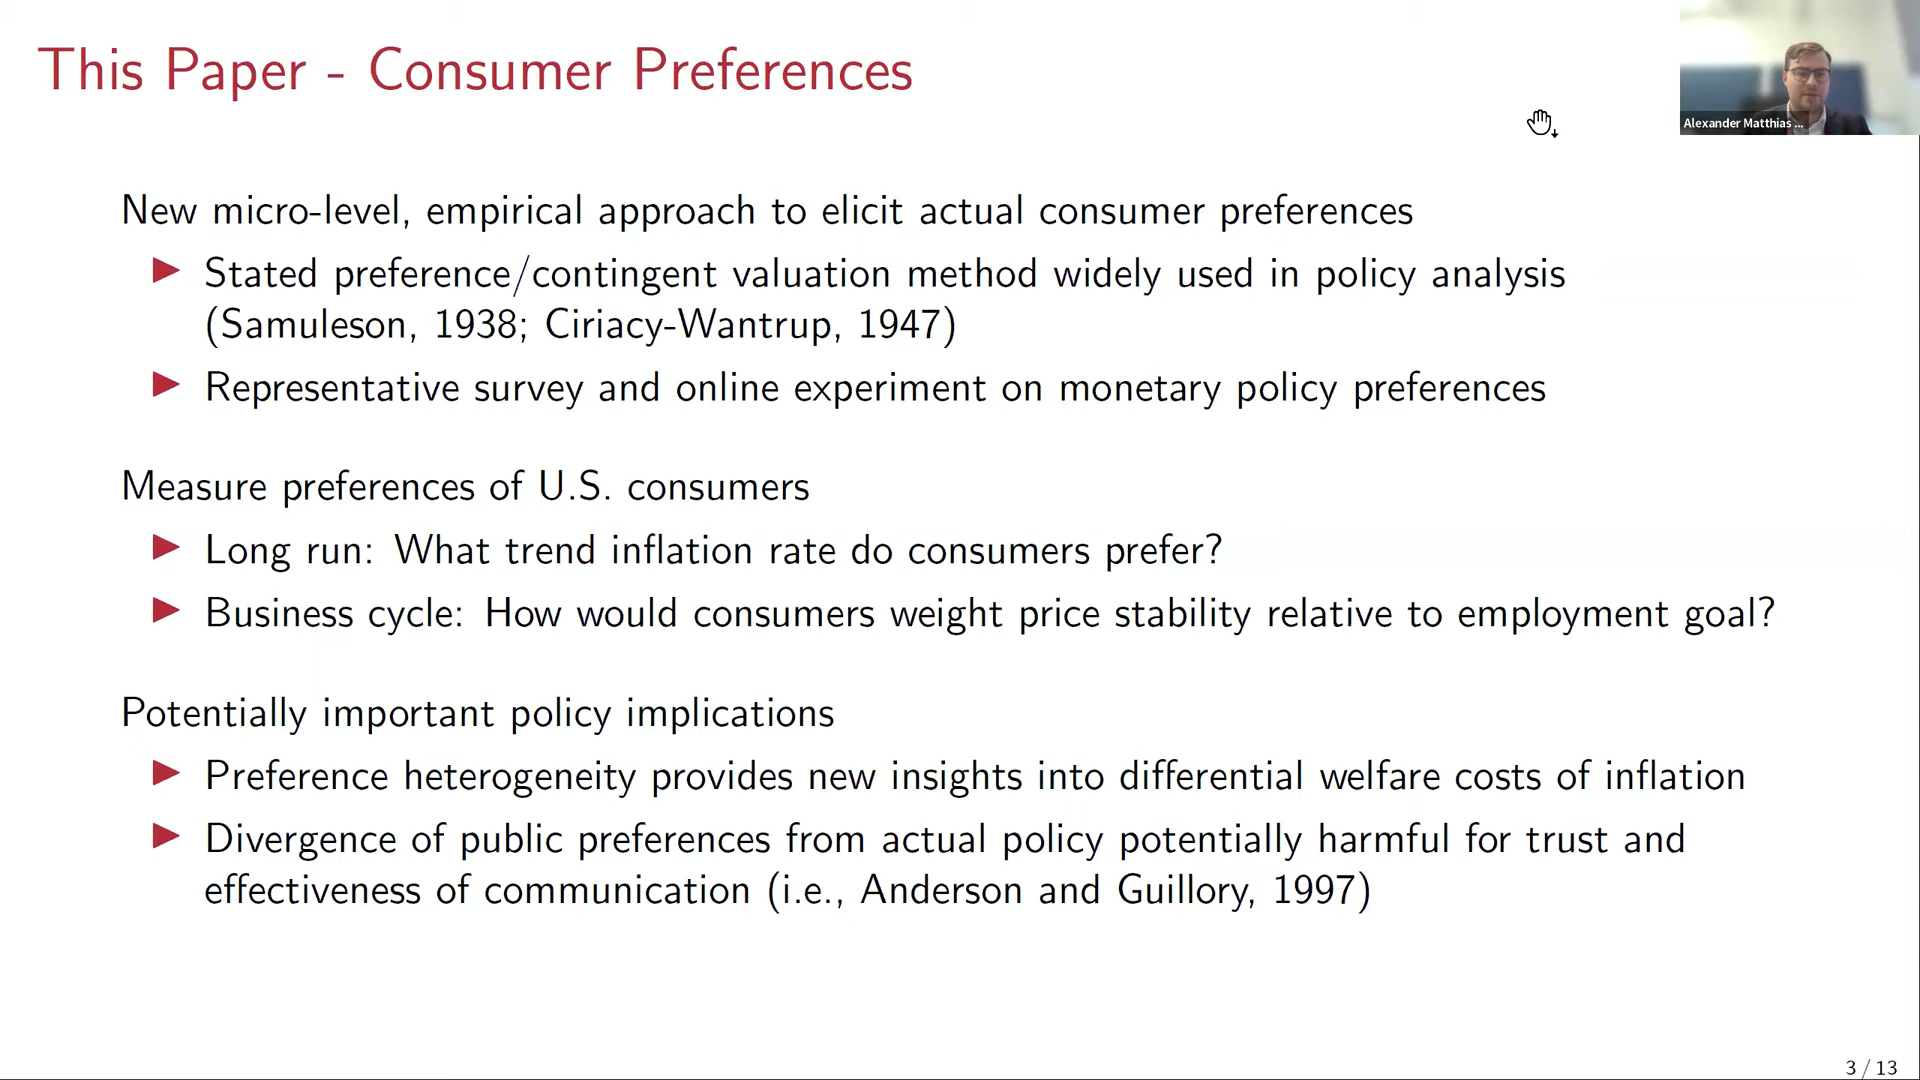 This Paper - Consumer Preferences
Alexander Matthias ...
New micro-level, empirical approach to elicit actual consumer preferences
Stated preference/contingent valuation method widely used in policy analysis
(Samuleson, 1938; Ciriacy-Wantrup, 1947)
Representative survey and online experiment on monetary policy preferences
Measure preferences of U.S. consumers
Long run: What trend inflation rate do consumers prefer?
Business cycle: How would consumers weight price stability relative to employment goal?
Potentially important policy implications
Preference heterogeneity provides new insights into differential welfare costs of inflation
Divergence of public preferences from actual policy potentially harmful for trust and
effectiveness of communication (i.e., Anderson and Guillory, 1997)
3 / 13